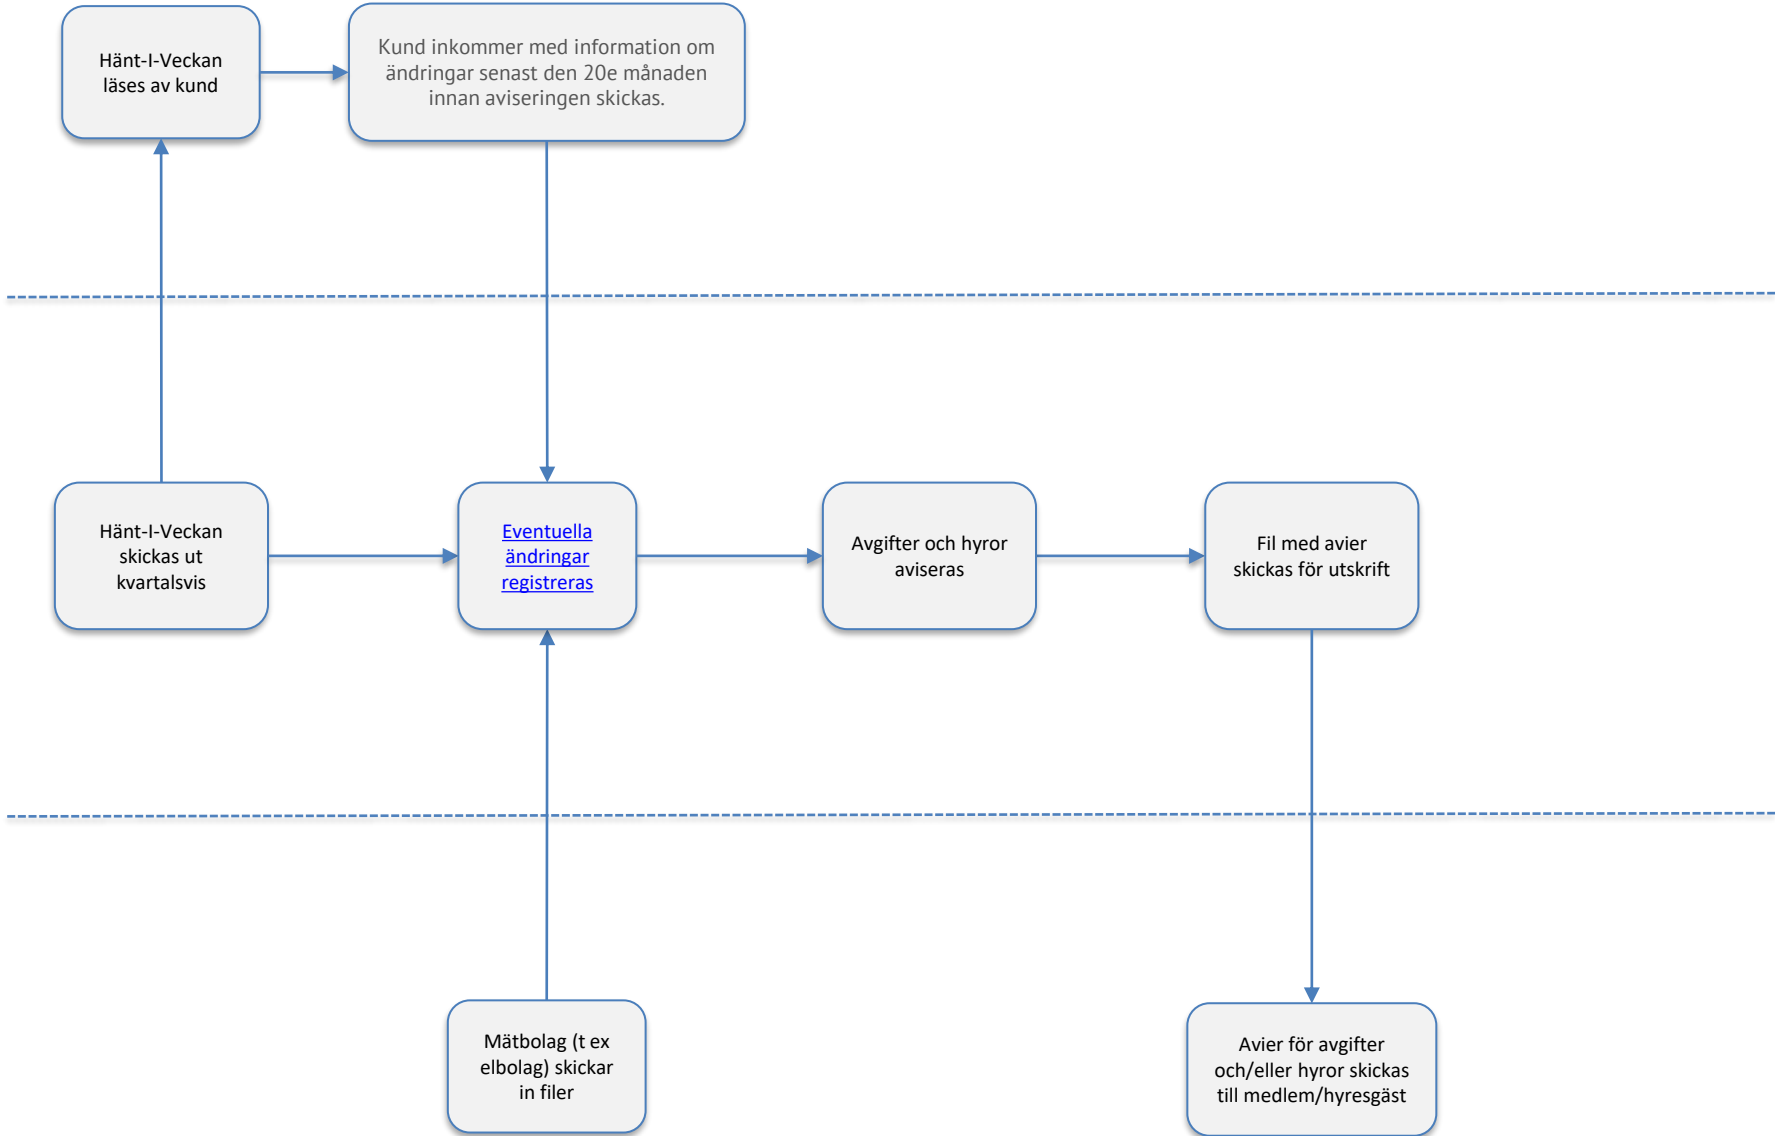 Hänt-I-Veckan
läses av kund
Kund inkommer med information om
ändringar senast den 20e månaden
innan aviseringen skickas.
Hänt-I-Veckan
skickas ut
kvartalsvis
Eventuella
ändringar
registreras
Avgifter och hyror
aviseras
Fil med avier
skickas för utskrift
Mätbolag (t ex
elbolag) skickar
in filer
Avier för avgifter
och/eller hyror skickas
till medlem/hyresgäst